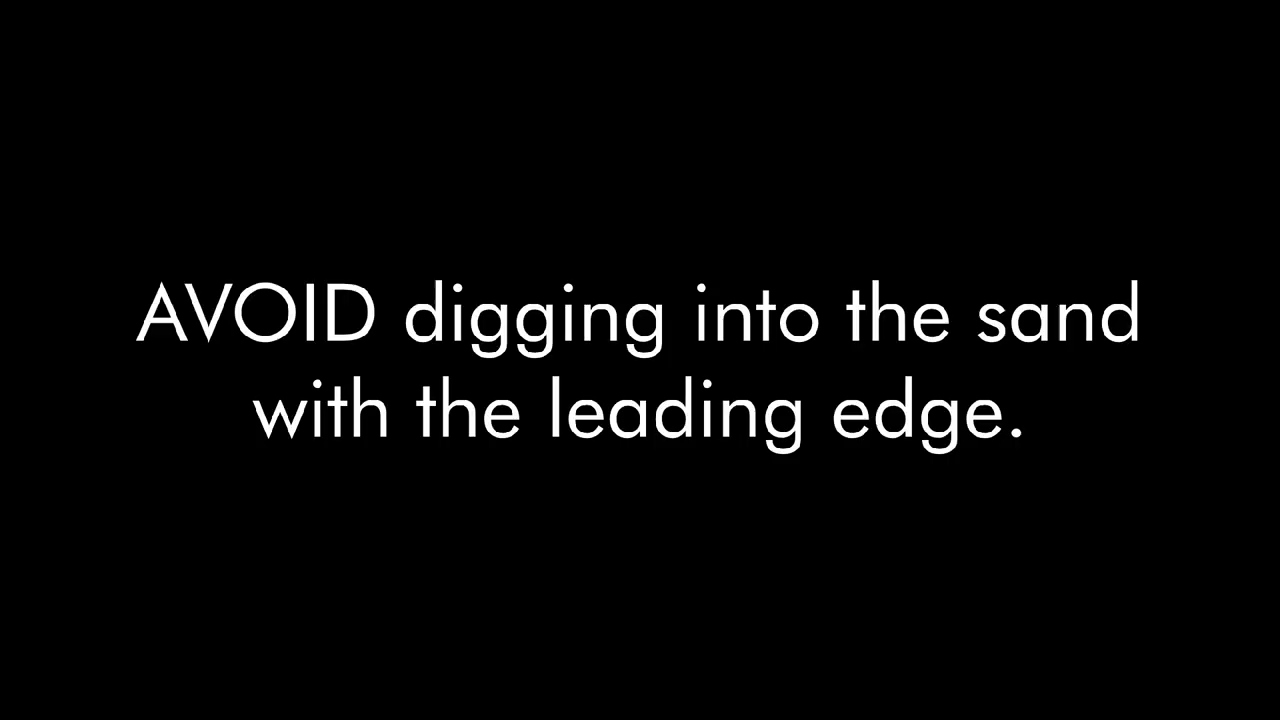 AVOID digging into the sand
with the leading edge.